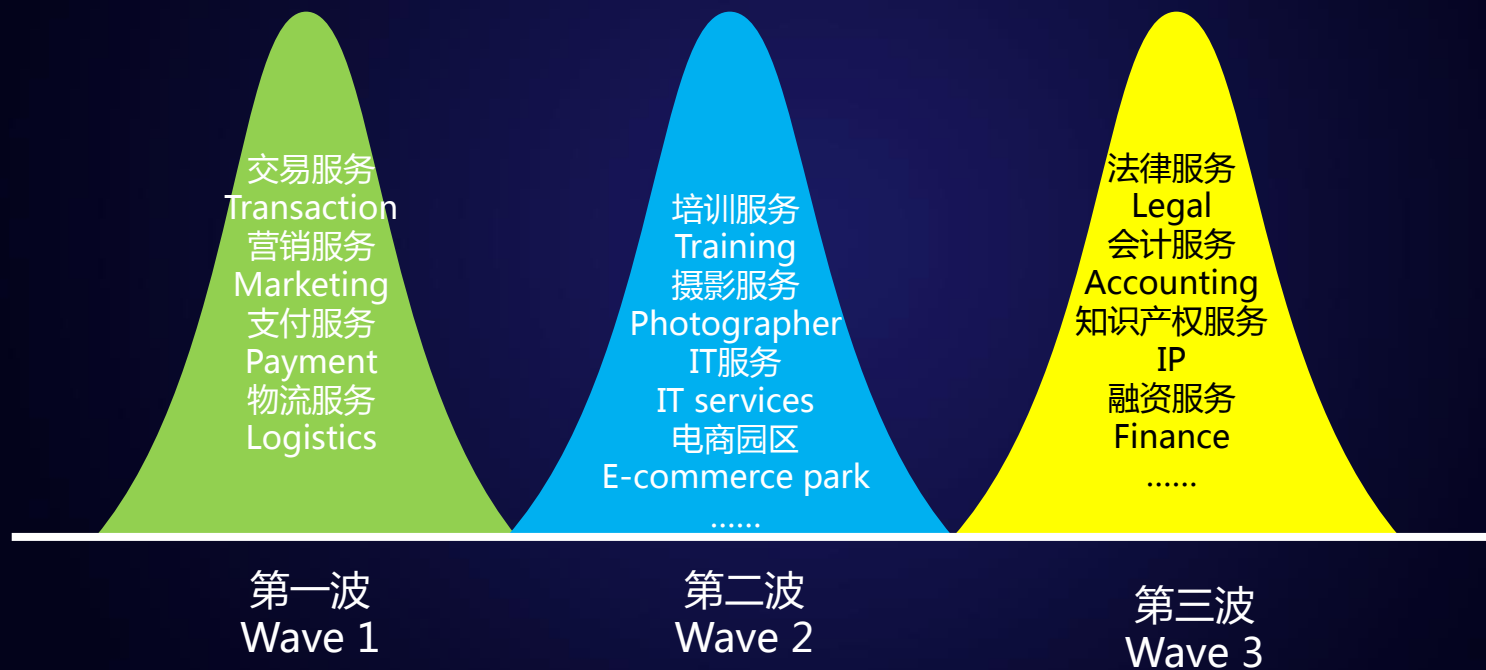 交易服务
Transaction
营销服务
Marketing
支付服务
Payment
物流服务
Logistics
培训服务
Training
摄影服务
Photographer
IT服务
IT services
电商园区
E-commerce park
......
法律服务
Legal
会计服务
Accounting
知识产权服务
IP
融资服务
Finance
......
第一波
Wave 1
第二波
Wave 2
第三波
Wave 3